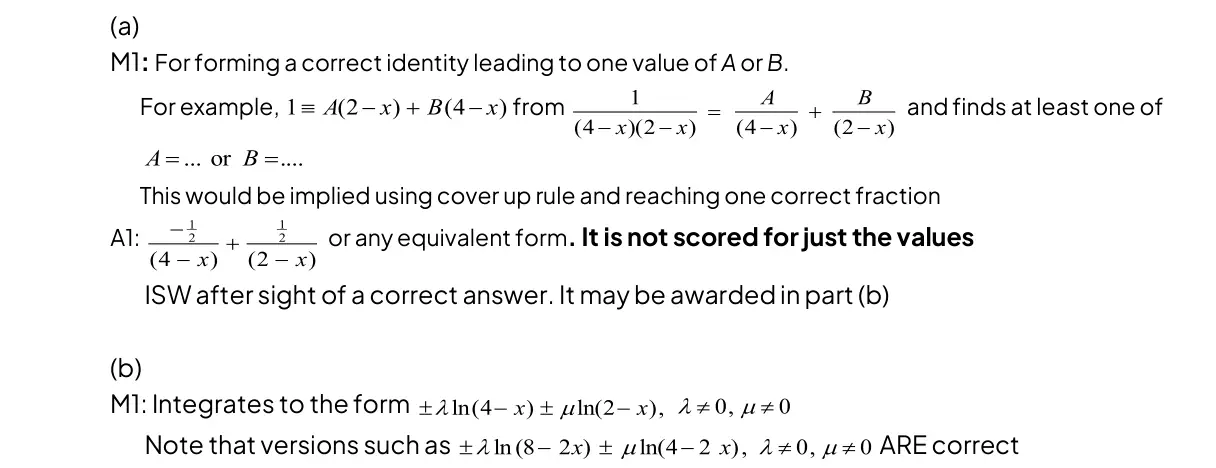 (a)
M1: For forming a correct identity leading to one value of A or B.
For example, 1 ≡ A(2 − x) + B(4 − x) from 1/((4 − x)(2 − x)) = A/(4 − x) + B/(2 − x) and finds at least one of
A = ... or B = ....
This would be implied using cover up rule and reaching one correct fraction
A1: (−1/2)/(4 − x) + (1/2)/(2 − x) or any equivalent form. It is not scored for just the values
ISW after sight of a correct answer. It may be awarded in part (b)
(b)
M1: Integrates to the form ±λ ln(4 − x) ± μ ln(2 − x), λ ≠ 0, μ ≠ 0
Note that versions such as ±λ ln(8 − 2x) ± μ ln(4 − 2 x), λ ≠ 0, μ ≠ 0 ARE correct